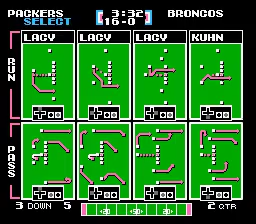 PACKERS 3:32 BRONCOS
SELECT 16-0
LACY LACY LACY KUHN
RUN
PASS
3 DOWN 5 2 QTR
20 50 20